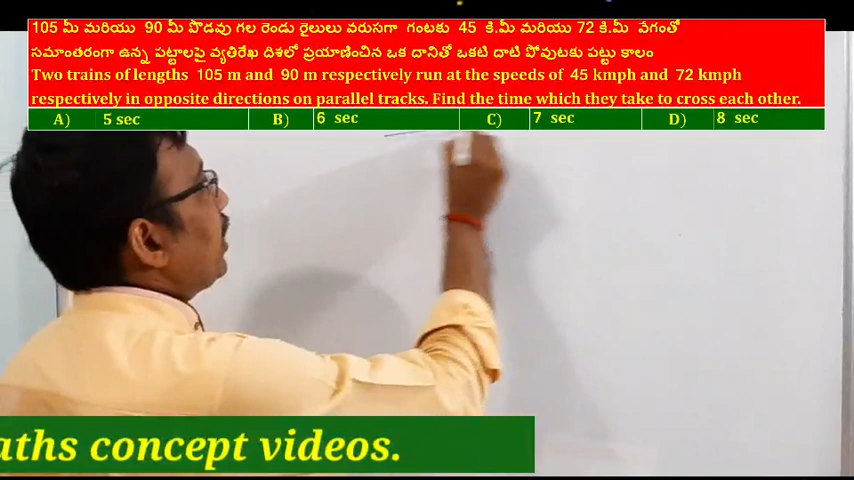 105 మీ మరియు 90 మీ పొడవు గల రెండు రైలులు వరుసగా గంటకు 45 కి.మీ మరియు 72 కి.మీ వేగంతో
సమాంతరంగా ఉన్న పట్టాలపై వ్యతిరేఖ దిశలో ప్రయాణించిన ఒక దానితో ఒకటి దాటి పోవుటకు పట్టు కాలం
Two trains of lengths 105 m and 90 m respectively run at the speeds of 45 kmph and 72 kmph
respectively in opposite directions on parallel tracks. Find the time which they take to cross each other.
A) 5 sec B) 6 sec C) 7 sec D) 8 sec
aths concept videos.